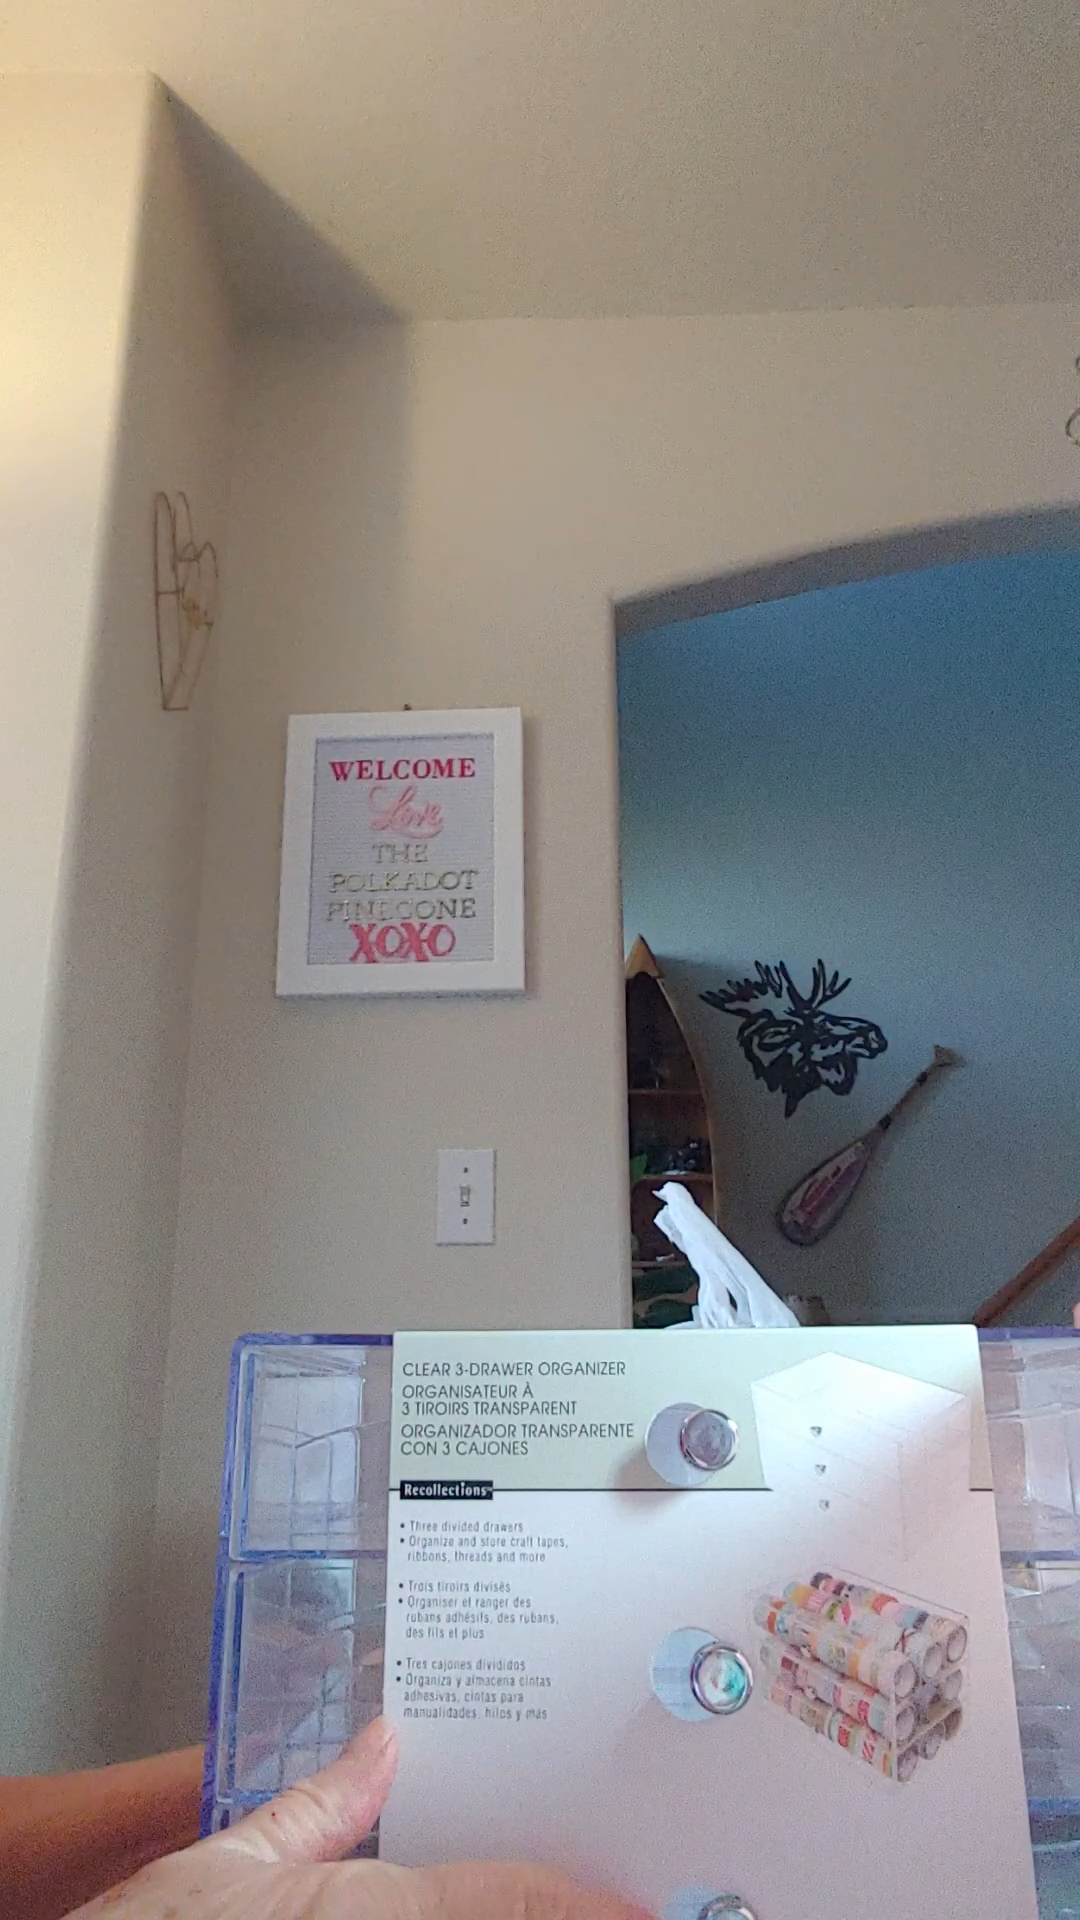 WELCOME
Love
THE
POLKADOT
PINECONE
XOXO
CLEAR 3-DRAWER ORGANIZER
ORGANISATEUR À
3 TIROIRS TRANSPARENT
ORGANIZADOR TRANSPARENTE
CON 3 CAJONES
Recollections™
• Three divided drawers
• Organize and store craft tapes,
ribbons, threads and more
• Trois tiroirs divisés
• Organiser et ranger des
rubans adhésifs, des rubans,
des fils et plus
• Tres cajones divididos
• Organiza y almacena cintas
adhesivas, cintas para
manualidades, hilos y más